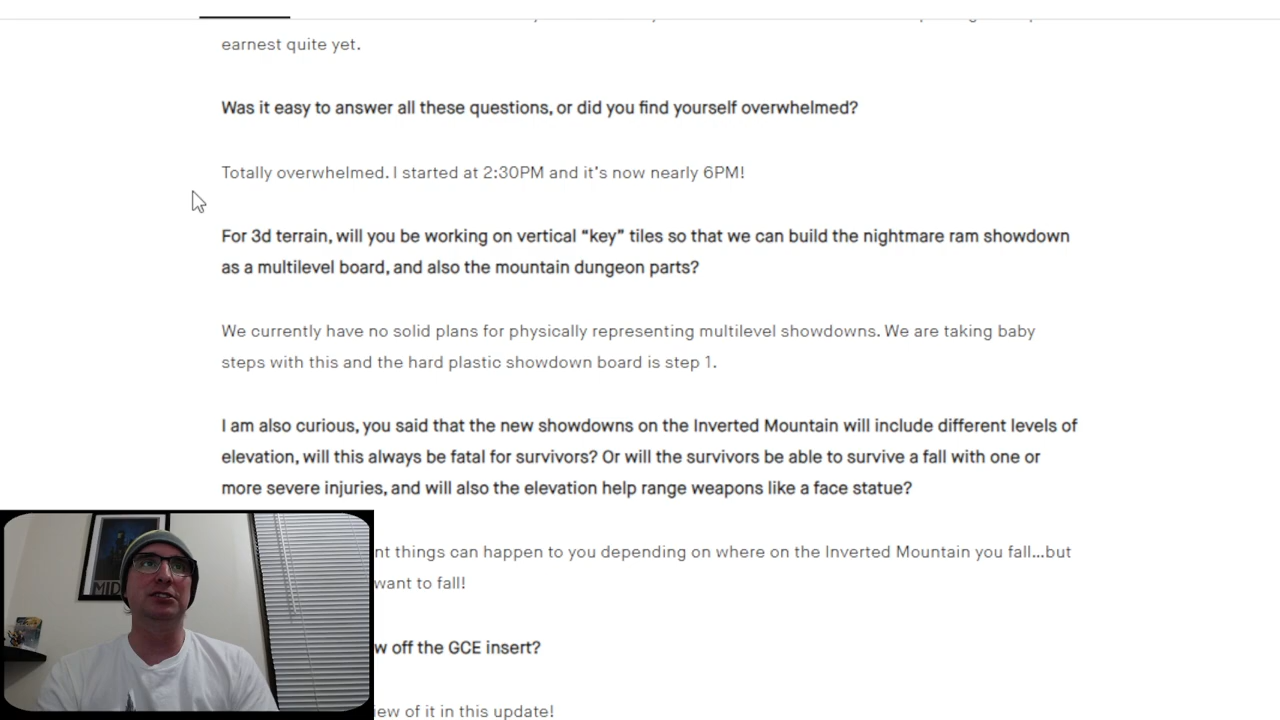 earnest quite yet.
Was it easy to answer all these questions, or did you find yourself overwhelmed?
Totally overwhelmed. I started at 2:30PM and it's now nearly 6PM!
For 3d terrain, will you be working on vertical “key” tiles so that we can build the nightmare ram showdown
as a multilevel board, and also the mountain dungeon parts?
We currently have no solid plans for physically representing multilevel showdowns. We are taking baby
steps with this and the hard plastic showdown board is step 1.
I am also curious, you said that the new showdowns on the Inverted Mountain will include different levels of
elevation, will this always be fatal for survivors? Or will the survivors be able to survive a fall with one or
more severe injuries, and will also the elevation help range weapons like a face statue?
things can happen to you depending on where on the Inverted Mountain you fall...but
want to fall!
off the GCE insert?
of it in this update!
MID